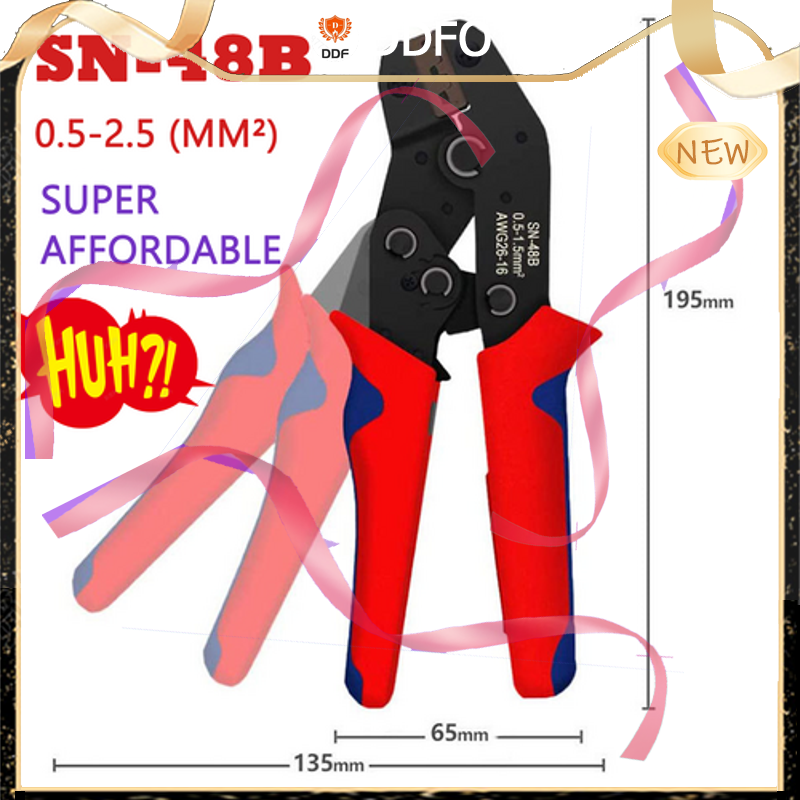 DDF
SN-48B
0.5-2.5 (MM²)
SUPER
AFFORDABLE
NEW
SN-48B
0.5-1.5mm²
AWG26-16
195mm
HUH?!
65mm
135mm